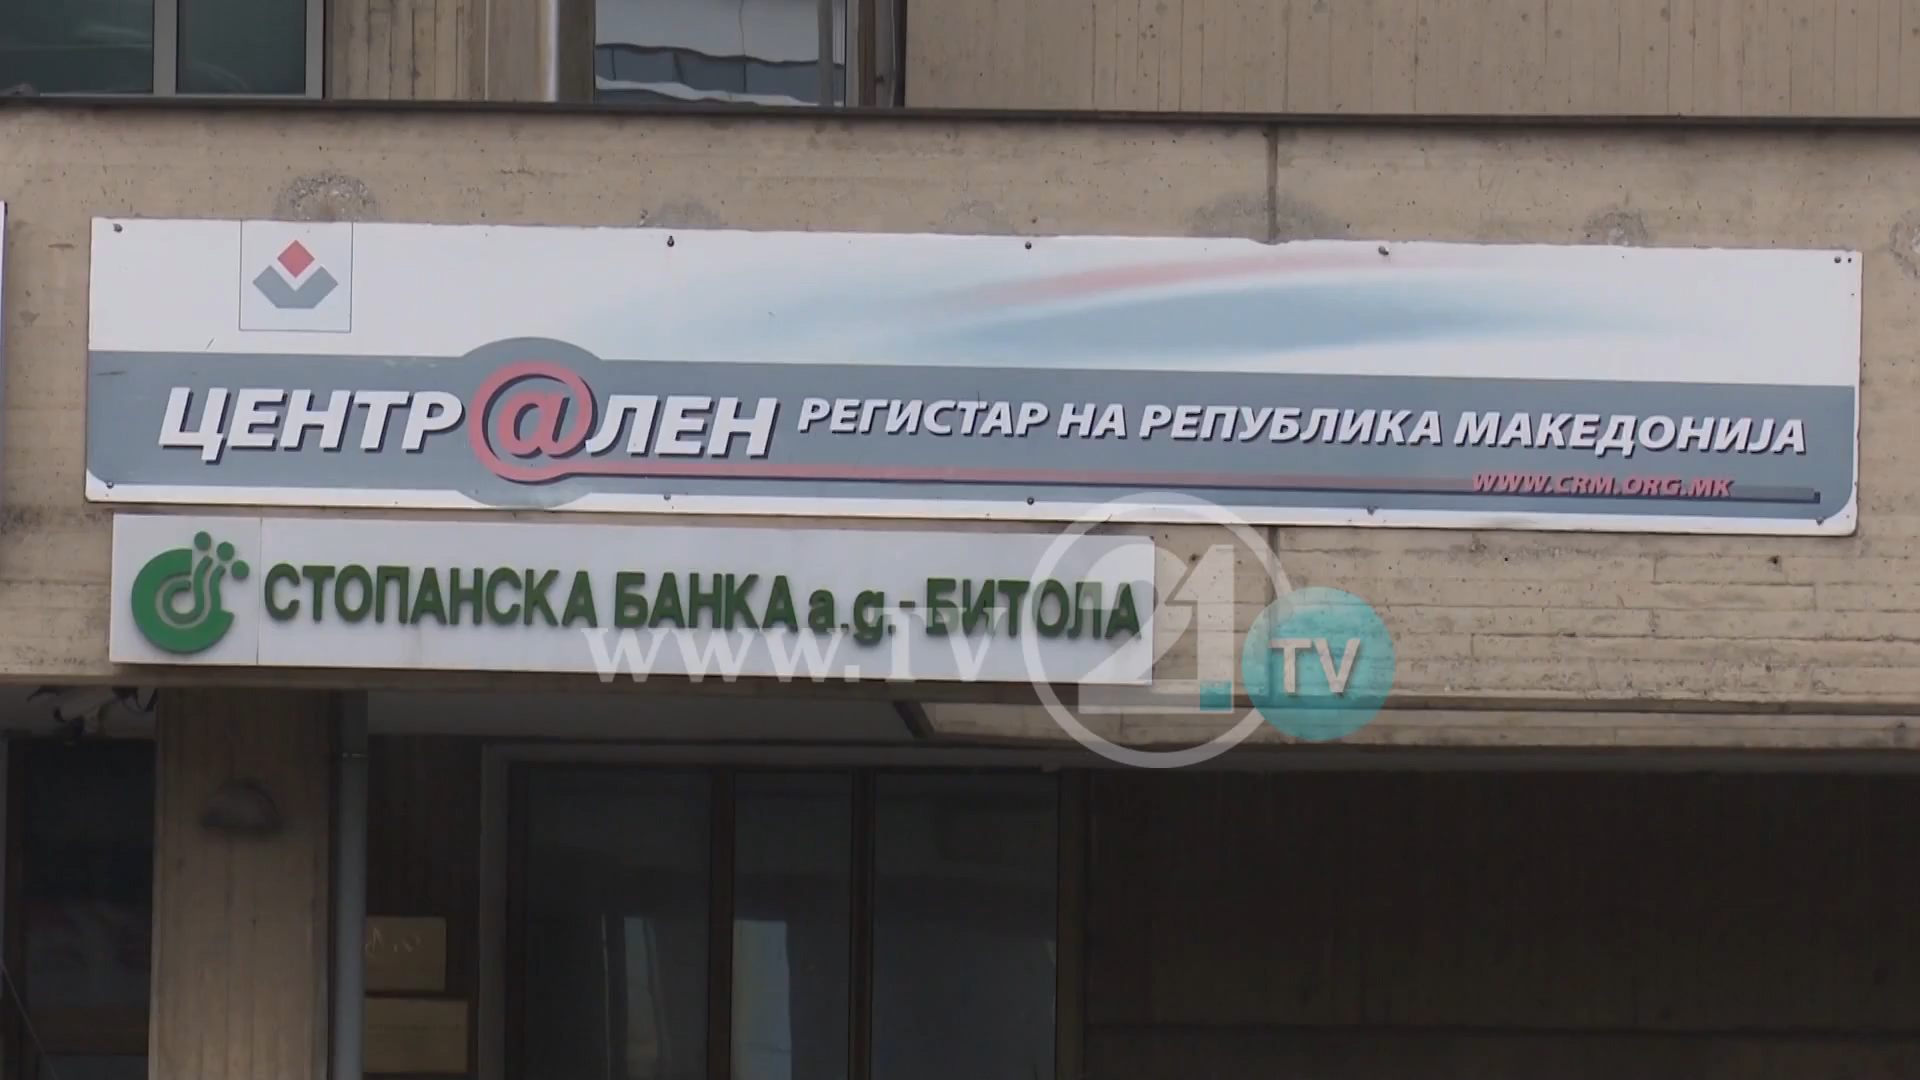 ЦЕНТР@ЛЕН РЕГИСТАР НА РЕПУБЛИКА МАКЕДОНИЈА
WWW.CRM.ORG.MK
СТОПАНСКА БАНКА a.g.-БИТОЛА
www.TV21 TV